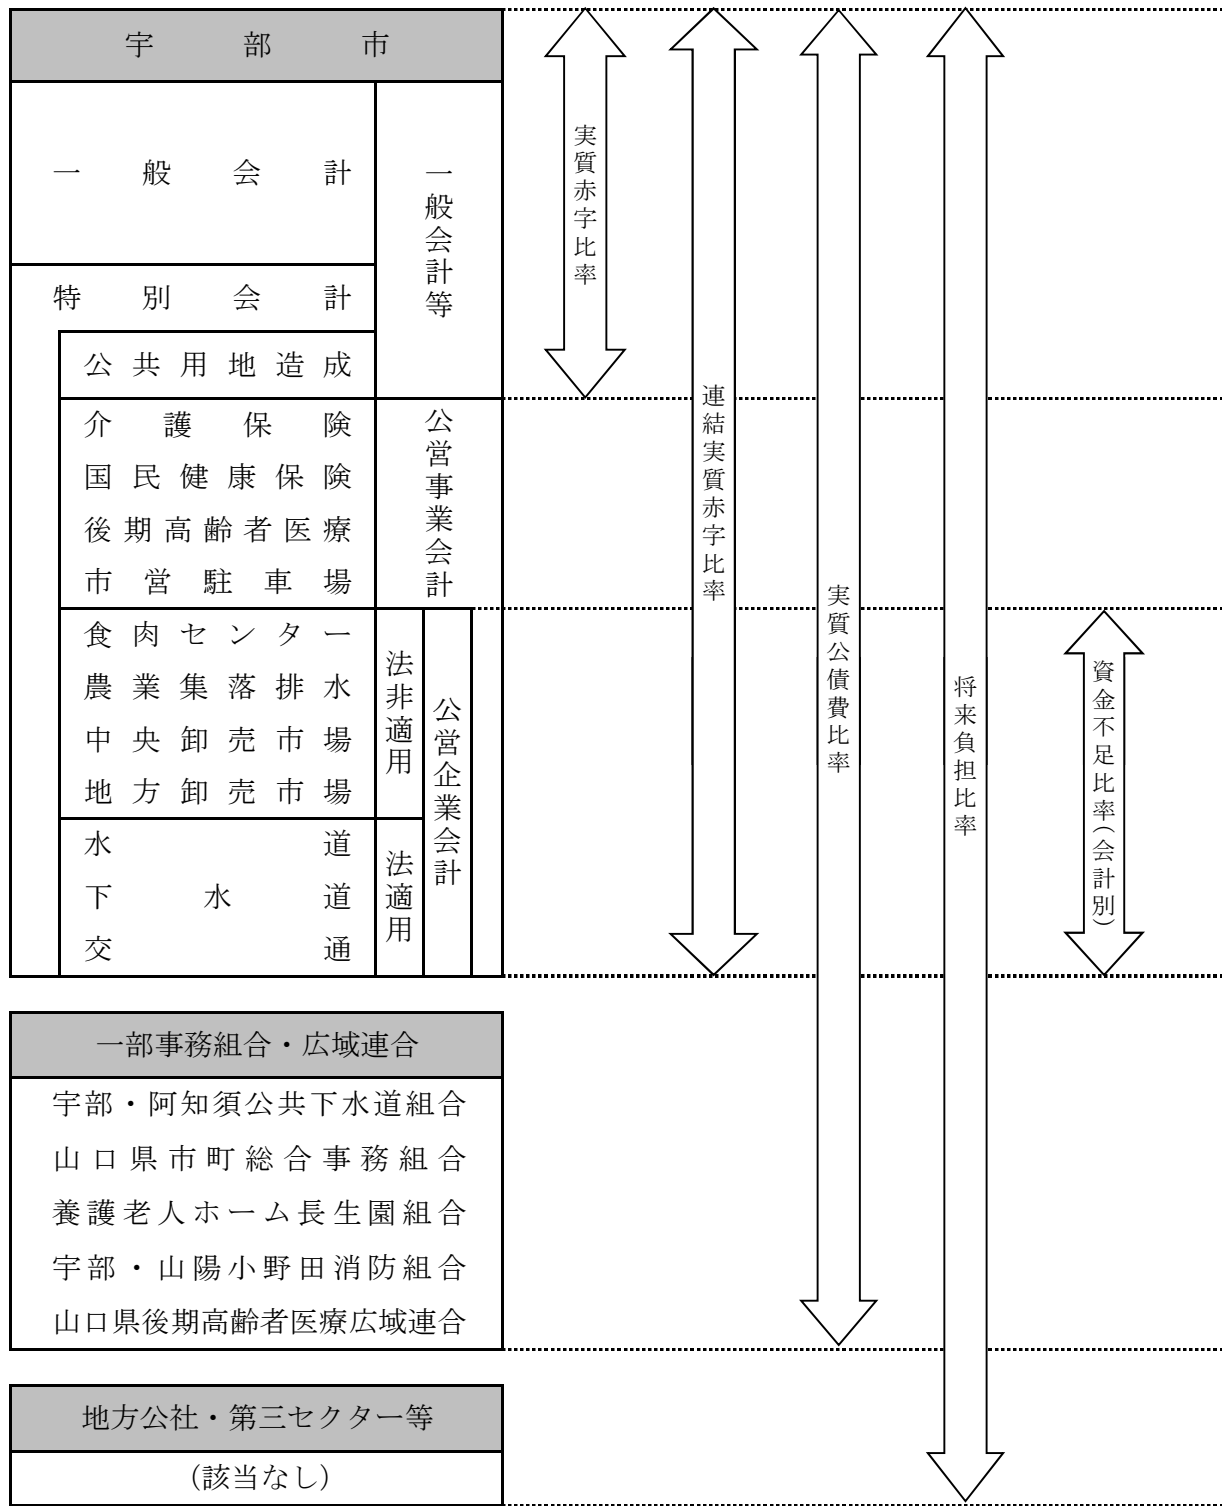 宇部市
一般会計
特別会計
公共用地造成
一般会計等
介護保険
国民健康保険
後期高齢者医療
市営駐車場
公営事業会計
食肉センター
農業集落排水
中央卸売市場
地方卸売市場
法非適用
水道
下水道
交通
法適用
公営企業会計
実質赤字比率
連結実質赤字比率
実質公債費比率
将来負担比率
資金不足比率(会計別)
一部事務組合・広域連合
宇部・阿知須公共下水道組合
山口県市町総合事務組合
養護老人ホーム長生園組合
宇部・山陽小野田消防組合
山口県後期高齢者医療広域連合
地方公社・第三セクター等
(該当なし)